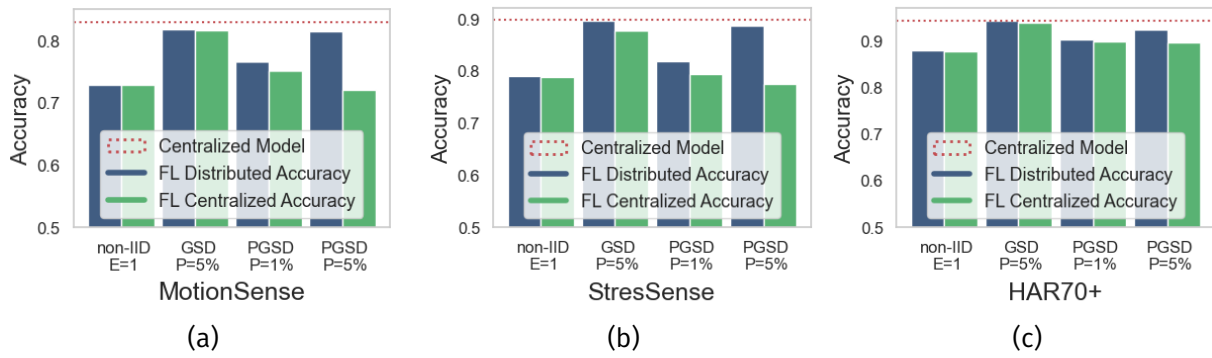 Accuracy
0.8
0.7
0.6
0.5
Centralized Model
FL Distributed Accuracy
FL Centralized Accuracy
non-IID
E=1
GSD
P=5%
PGSD
P=1%
PGSD
P=5%
MotionSense
(a)
Accuracy
0.9
0.8
0.7
0.6
0.5
Centralized Model
FL Distributed Accuracy
FL Centralized Accuracy
non-IID
E=1
GSD
P=5%
PGSD
P=1%
PGSD
P=5%
StresSense
(b)
Accuracy
0.9
0.8
0.7
0.6
0.5
Centralized Model
FL Distributed Accuracy
FL Centralized Accuracy
non-IID
E=1
GSD
P=5%
PGSD
P=1%
PGSD
P=5%
HAR70+
(c)